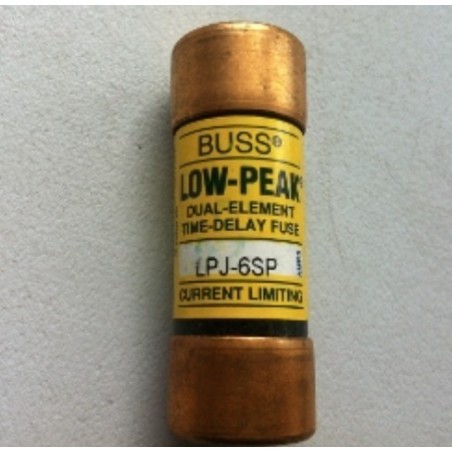 BUSS®
LOW-PEAK®
DUAL-ELEMENT
TIME-DELAY FUSE
LPJ-6SP
CURRENT LIMITING